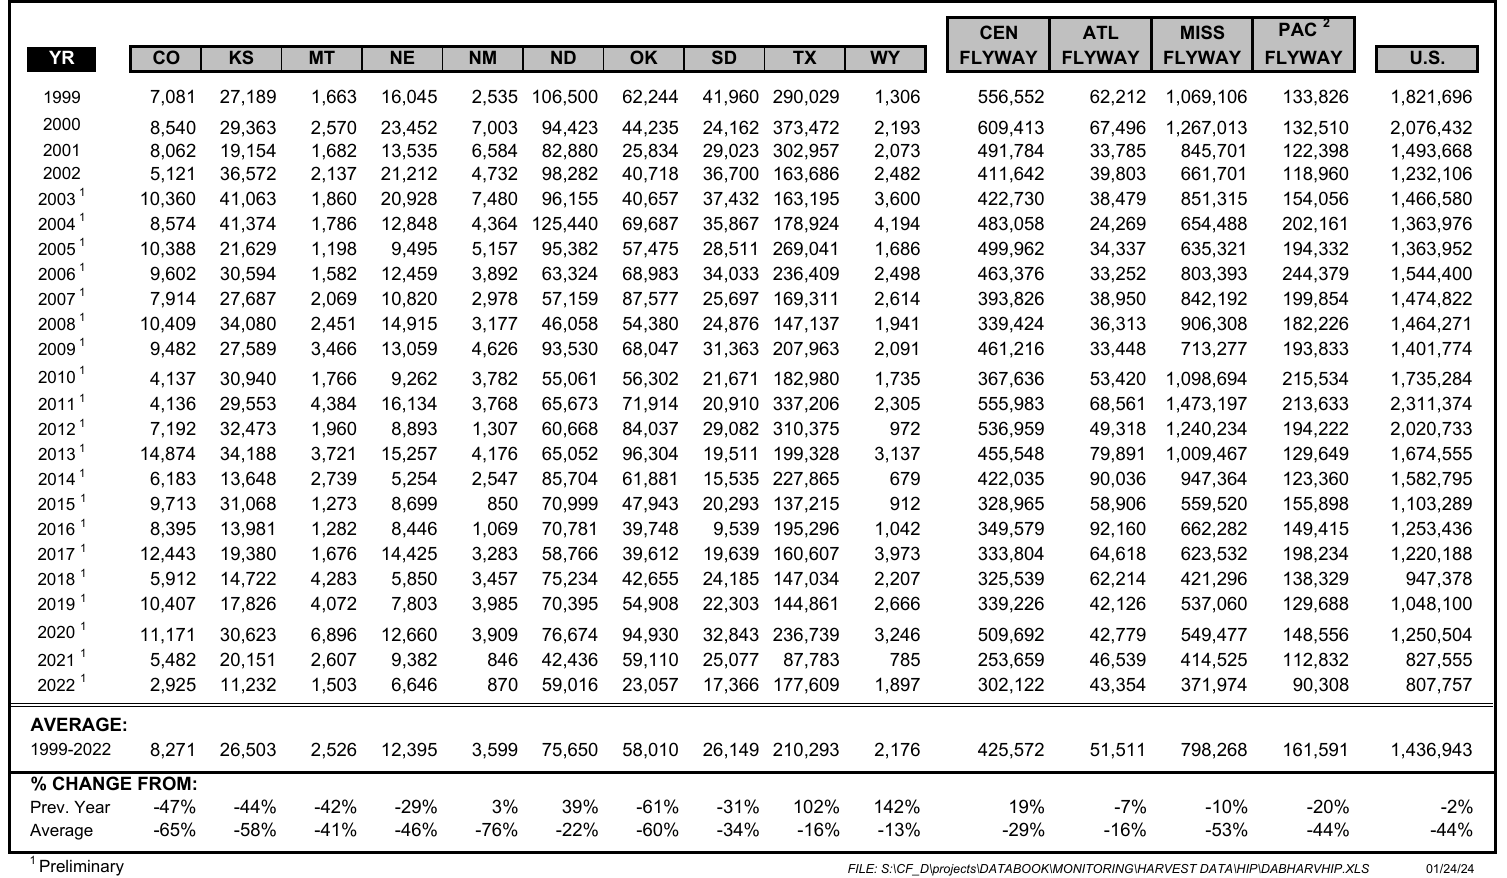 CEN ATL MISS PAC 2
YR CO KS MT NE NM ND OK SD TX WY FLYWAY FLYWAY FLYWAY FLYWAY U.S.
1999 7,081 27,189 1,663 16,045 2,535 106,500 62,244 41,960 290,029 1,306 556,552 62,212 1,069,106 133,826 1,821,696
2000 8,540 29,363 2,570 23,452 7,003 94,423 44,235 24,162 373,472 2,193 609,413 67,496 1,267,013 132,510 2,076,432
2001 8,062 19,154 1,682 13,535 6,584 82,880 25,834 29,023 302,957 2,073 491,784 33,785 845,701 122,398 1,493,668
2002 5,121 36,572 2,137 21,212 4,732 98,282 40,718 36,700 163,686 2,482 411,642 39,803 661,701 118,960 1,232,106
2003 1 10,360 41,063 1,860 20,928 7,480 96,155 40,657 37,432 163,195 3,600 422,730 38,479 851,315 154,056 1,466,580
2004 1 8,574 41,374 1,786 12,848 4,364 125,440 69,687 35,867 178,924 4,194 483,058 24,269 654,488 202,161 1,363,976
2005 1 10,388 21,629 1,198 9,495 5,157 95,382 57,475 28,511 269,041 1,686 499,962 34,337 635,321 194,332 1,363,952
2006 1 9,602 30,594 1,582 12,459 3,892 63,324 68,983 34,033 236,409 2,498 463,376 33,252 803,393 244,379 1,544,400
2007 1 7,914 27,687 2,069 10,820 2,978 57,159 87,577 25,697 169,311 2,614 393,826 38,950 842,192 199,854 1,474,822
2008 1 10,409 34,080 2,451 14,915 3,177 46,058 54,380 24,876 147,137 1,941 339,424 36,313 906,308 182,226 1,464,271
2009 1 9,482 27,589 3,466 13,059 4,626 93,530 68,047 31,363 207,963 2,091 461,216 33,448 713,277 193,833 1,401,774
2010 1 4,137 30,940 1,766 9,262 3,782 55,061 56,302 21,671 182,980 1,735 367,636 53,420 1,098,694 215,534 1,735,284
2011 1 4,136 29,553 4,384 16,134 3,768 65,673 71,914 20,910 337,206 2,305 555,983 68,561 1,473,197 213,633 2,311,374
2012 1 7,192 32,473 1,960 8,893 1,307 60,668 84,037 29,082 310,375 972 536,959 49,318 1,240,234 194,222 2,020,733
2013 1 14,874 34,188 3,721 15,257 4,176 65,052 96,304 19,511 199,328 3,137 455,548 79,891 1,009,467 129,649 1,674,555
2014 1 6,183 13,648 2,739 5,254 2,547 85,704 61,881 15,535 227,865 679 422,035 90,036 947,364 123,360 1,582,795
2015 1 9,713 31,068 1,273 8,699 850 70,999 47,943 20,293 137,215 912 328,965 58,906 559,520 155,898 1,103,289
2016 1 8,395 13,981 1,282 8,446 1,069 70,781 39,748 9,539 195,296 1,042 349,579 92,160 662,282 149,415 1,253,436
2017 1 12,443 19,380 1,676 14,425 3,283 58,766 39,612 19,639 160,607 3,973 333,804 64,618 623,532 198,234 1,220,188
2018 1 5,912 14,722 4,283 5,850 3,457 75,234 42,655 24,185 147,034 2,207 325,539 62,214 421,296 138,329 947,378
2019 1 10,407 17,826 4,072 7,803 3,985 70,395 54,908 22,303 144,861 2,666 339,226 42,126 537,060 129,688 1,048,100
2020 1 11,171 30,623 6,896 12,660 3,909 76,674 94,930 32,843 236,739 3,246 509,692 42,779 549,477 148,556 1,250,504
2021 1 5,482 20,151 2,607 9,382 846 42,436 59,110 25,077 87,783 785 253,659 46,539 414,525 112,832 827,555
2022 1 2,925 11,232 1,503 6,646 870 59,016 23,057 17,366 177,609 1,897 302,122 43,354 371,974 90,308 807,757
AVERAGE:
1999-2022 8,271 26,503 2,526 12,395 3,599 75,650 58,010 26,149 210,293 2,176 425,572 51,511 798,268 161,591 1,436,943
% CHANGE FROM:
Prev. Year -47% -44% -42% -29% 3% 39% -61% -31% 102% 142% 19% -7% -10% -20% -2%
Average -65% -58% -41% -46% -76% -22% -60% -34% -16% -13% -29% -16% -53% -44% -44%
1 Preliminary FILE: S:\CF_D\projects\DATABOOK\MONITORING\HARVEST DATA\HIP\DABHARVHIP.XLS 01/24/24